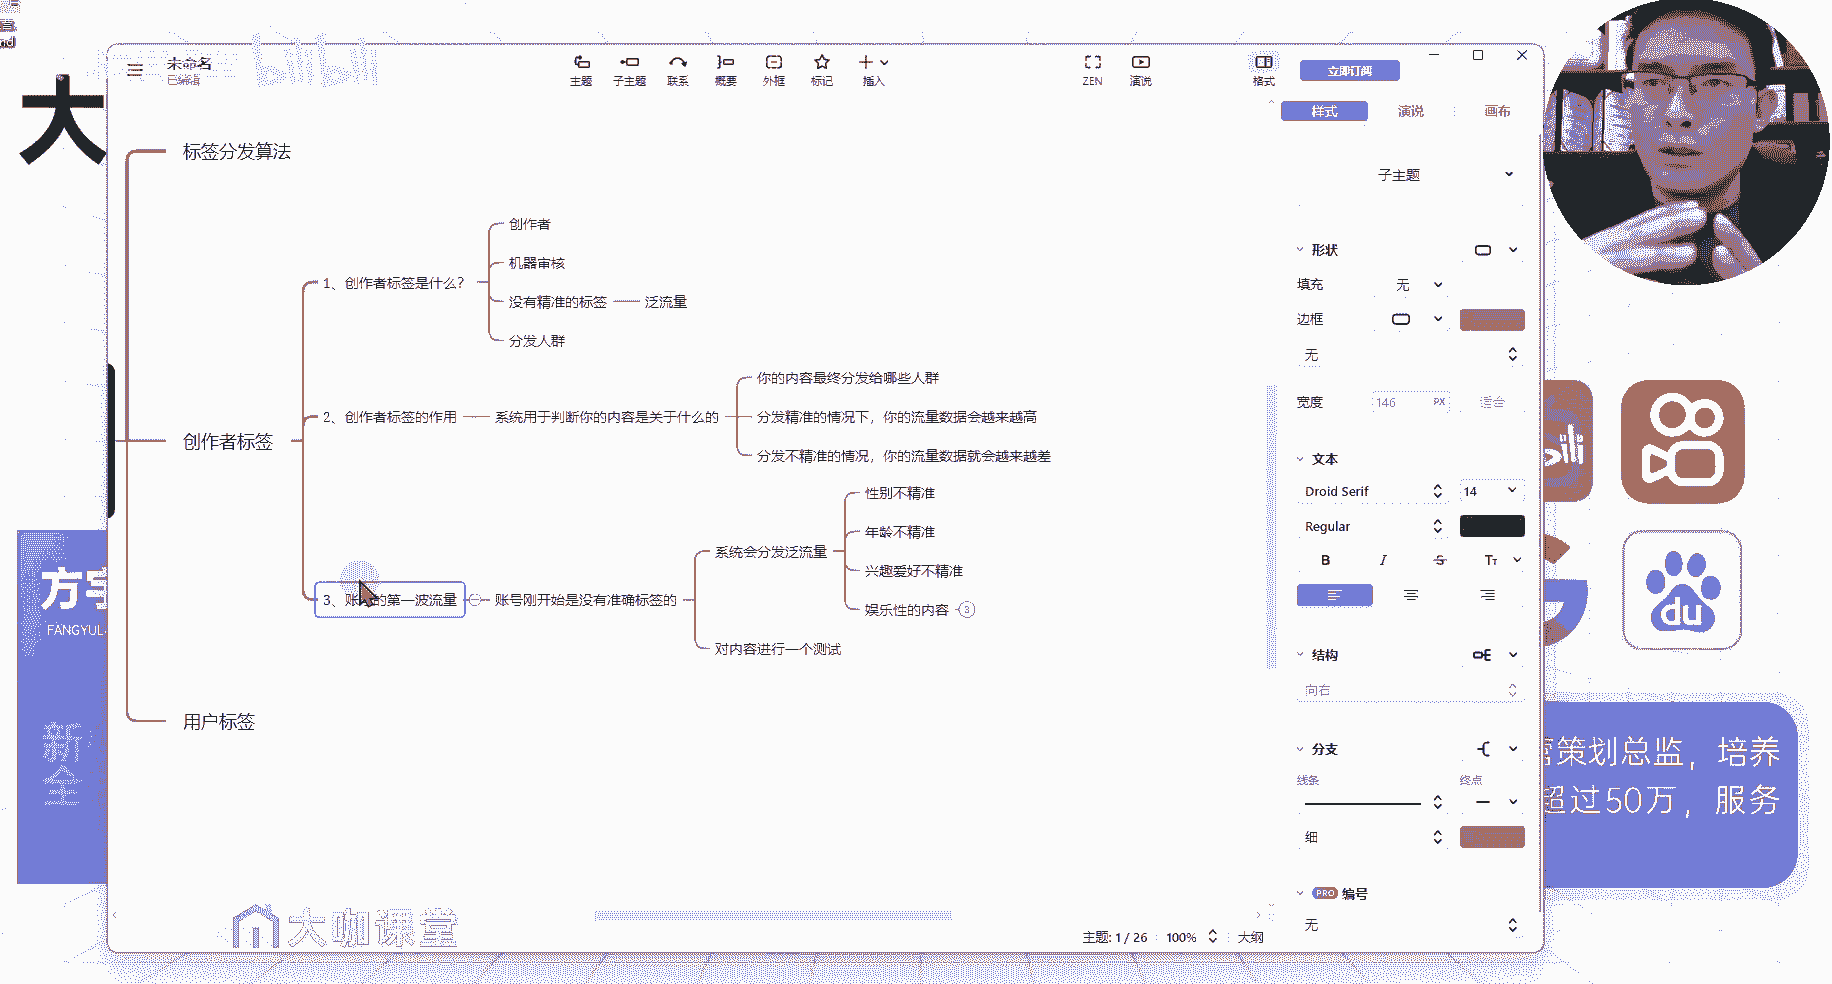 大
未命名
已编辑
主题
子主题
联系
概要
外框
标记
插入
ZEN
演说
格式
立即订阅
样式
演说
画布
标签分发算法
创作者标签
用户标签
1、创作者标签是什么？
创作者
机器审核
没有精准的标签
泛流量
分发人群
2、创作者标签的作用
系统用于判断你的内容是关于什么的
你的内容最终分发给哪些人群
分发精准的情况下，你的流量数据会越来越高
分发不精准的情况，你的流量数据就会越来越差
3、账 的第一波流量
账号刚开始是没有准确标签的
系统会分发泛流量
性别不精准
年龄不精准
兴趣爱好不精准
娱乐性的内容 3
对内容进行一个测试
子主题
形状
填充
无
边框
无
宽度
146
PX
适合
文本
Droid Serif
14
Regular
B
I
S
Tт
结构
向右
分支
线条
终点
细
PRO 编号
无
主题: 1 / 26
100%
大纲
bilibili
大咖课堂
方宇
FANGYU
新
全
du
策划总监，培养
超过50万，服务